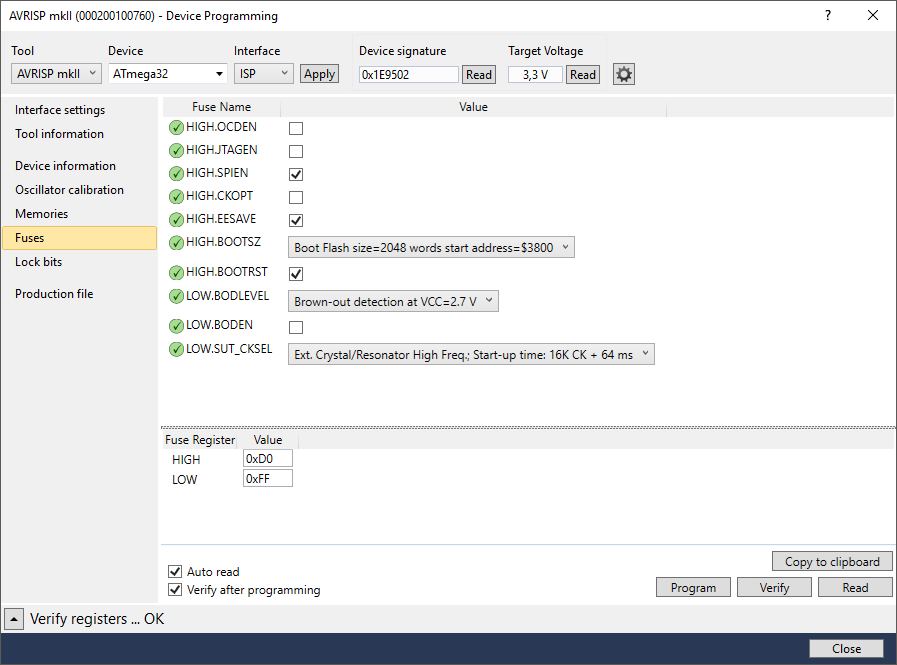 AVRISP mkII (000200100760) - Device Programming
Tool Device Interface Device signature Target Voltage
AVRISP mkII ATmega32 ISP Apply 0x1E9502 Read 3,3 V Read
Interface settings
Tool information
Device information
Oscillator calibration
Memories
Fuses
Lock bits
Production file
Fuse Name Value
HIGH.OCDEN
HIGH.JTAGEN
HIGH.SPIEN
HIGH.CKOPT
HIGH.EESAVE
HIGH.BOOTSZ Boot Flash size=2048 words start address=$3800
HIGH.BOOTRST
LOW.BODLEVEL Brown-out detection at VCC=2.7 V
LOW.BODEN
LOW.SUT_CKSEL Ext. Crystal/Resonator High Freq.; Start-up time: 16K CK + 64 ms
Fuse Register Value
HIGH 0xD0
LOW 0xFF
Copy to clipboard
Auto read
Verify after programming
Program Verify Read
Verify registers ... OK
Close